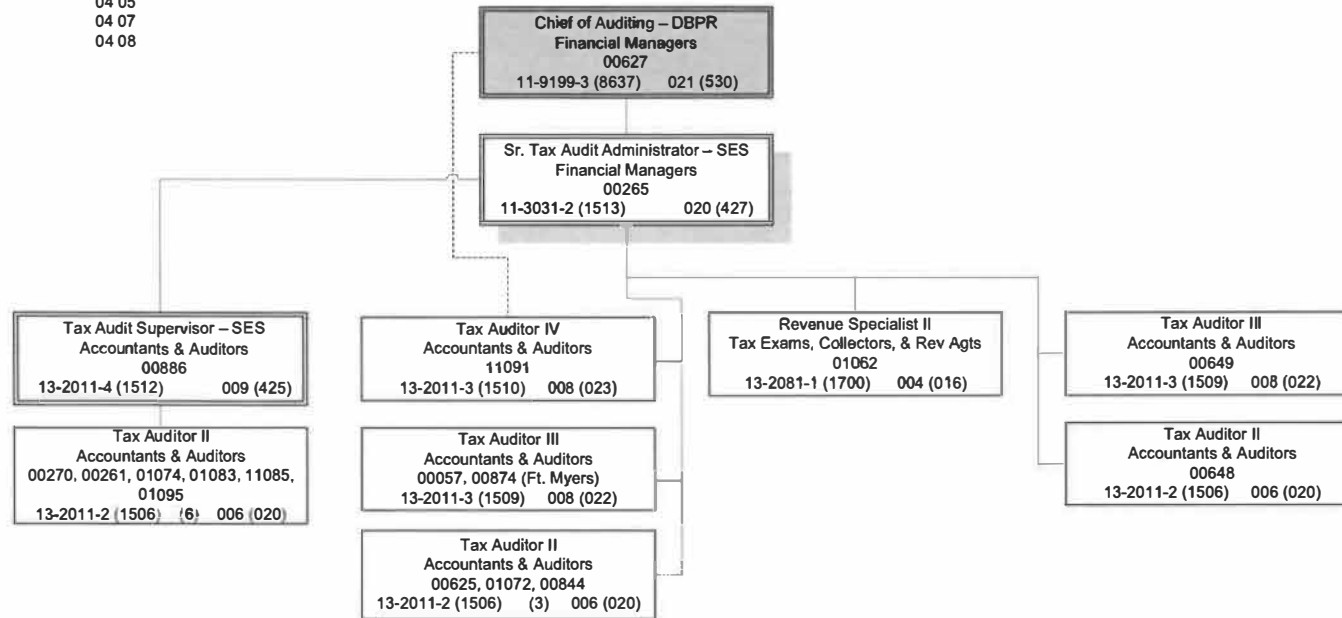 04 05
04 07
04 08
Chief of Auditing – DBPR
Financial Managers
00627
11-9199-3 (8637) 021 (530)
Sr. Tax Audit Administrator – SES
Financial Managers
00265
11-3031-2 (1513) 020 (427)
Tax Audit Supervisor – SES
Accountants & Auditors
00886
13-2011-4 (1512) 009 (425)
Tax Auditor II
Accountants & Auditors
00270, 00261, 01074, 01083, 11085,
01095
13-2011-2 (1506) (6) 006 (020)
Tax Auditor IV
Accountants & Auditors
11091
13-2011-3 (1510) 008 (023)
Tax Auditor III
Accountants & Auditors
00057, 00874 (Ft. Myers)
13-2011-3 (1509) 008 (022)
Tax Auditor II
Accountants & Auditors
00625, 01072, 00844
13-2011-2 (1506) (3) 006 (020)
Revenue Specialist II
Tax Exams, Collectors, & Rev Agts
01062
13-2081-1 (1700) 004 (016)
Tax Auditor III
Accountants & Auditors
00649
13-2011-3 (1509) 008 (022)
Tax Auditor II
Accountants & Auditors
00648
13-2011-2 (1506) 006 (020)